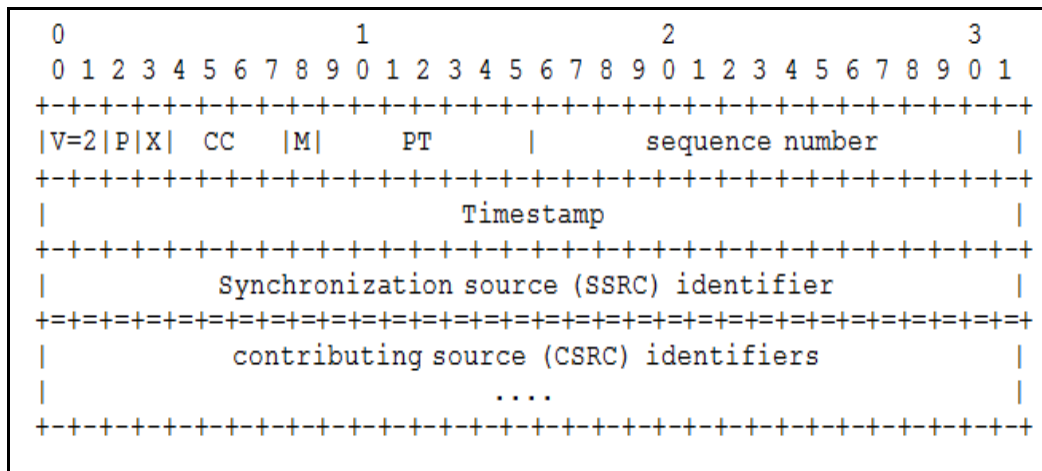 0                   1                   2                   3
0 1 2 3 4 5 6 7 8 9 0 1 2 3 4 5 6 7 8 9 0 1 2 3 4 5 6 7 8 9 0 1
+-+-+-+-+-+-+-+-+-+-+-+-+-+-+-+-+-+-+-+-+-+-+-+-+-+-+-+-+-+-+-+-+
|V=2|P|X|  CC   |M|     PT      |       sequence number         |
+-+-+-+-+-+-+-+-+-+-+-+-+-+-+-+-+-+-+-+-+-+-+-+-+-+-+-+-+-+-+-+-+
|                           Timestamp                           |
+-+-+-+-+-+-+-+-+-+-+-+-+-+-+-+-+-+-+-+-+-+-+-+-+-+-+-+-+-+-+-+-+
|           Synchronization source (SSRC) identifier            |
+=+=+=+=+=+=+=+=+=+=+=+=+=+=+=+=+=+=+=+=+=+=+=+=+=+=+=+=+=+=+=+=+
|            contributing source (CSRC) identifiers             |
|                             ....                              |
+-+-+-+-+-+-+-+-+-+-+-+-+-+-+-+-+-+-+-+-+-+-+-+-+-+-+-+-+-+-+-+-+